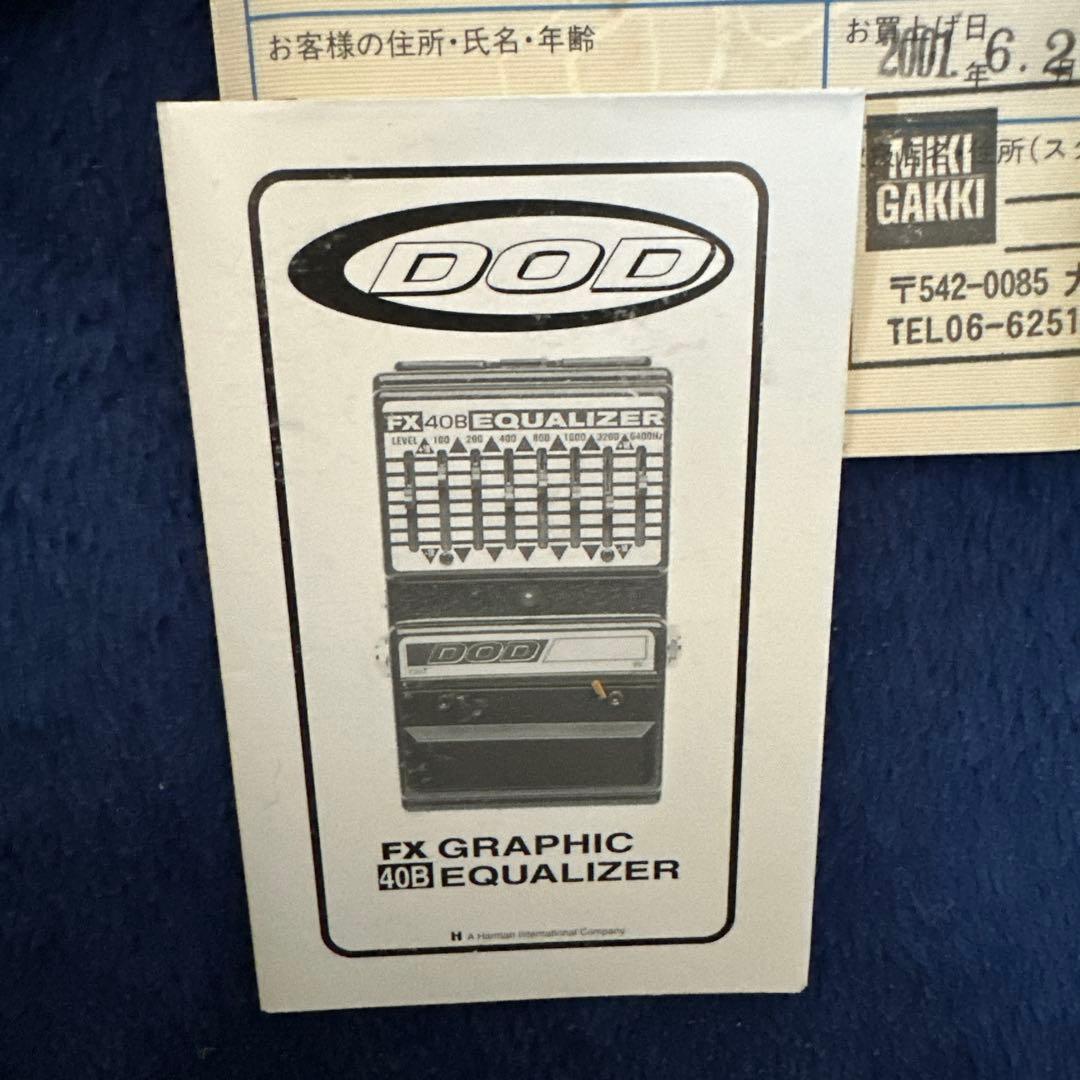 お客様の住所・氏名・年齢
お買上げ日
2001.年6.2
MIKI
GAKKI
所(ス
〒542-0085
TEL06-6251
DOD
FX 40B EQUALIZER
LEVEL 100 200 400 800 1600 3200 6400Hz
DOD
FX GRAPHIC
40B EQUALIZER
H A Harman International Company